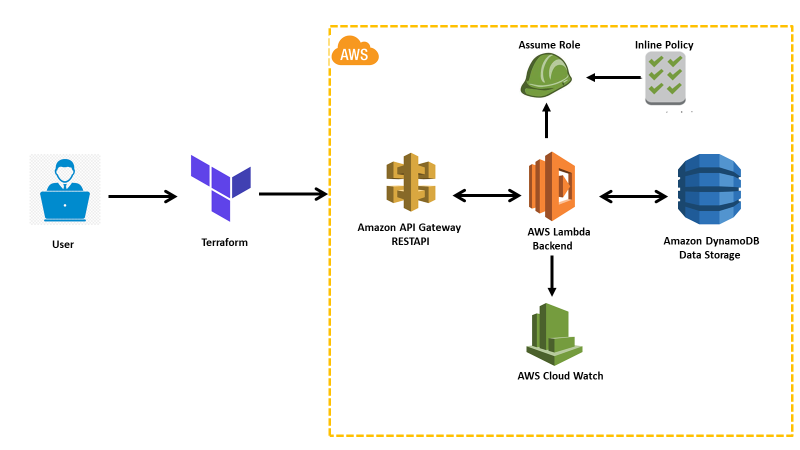 Assume Role
Inline Policy
AWS
User
Terraform
Amazon API Gateway
RESTAPI
AWS Lambda
Backend
Amazon DynamoDB
Data Storage
AWS Cloud Watch